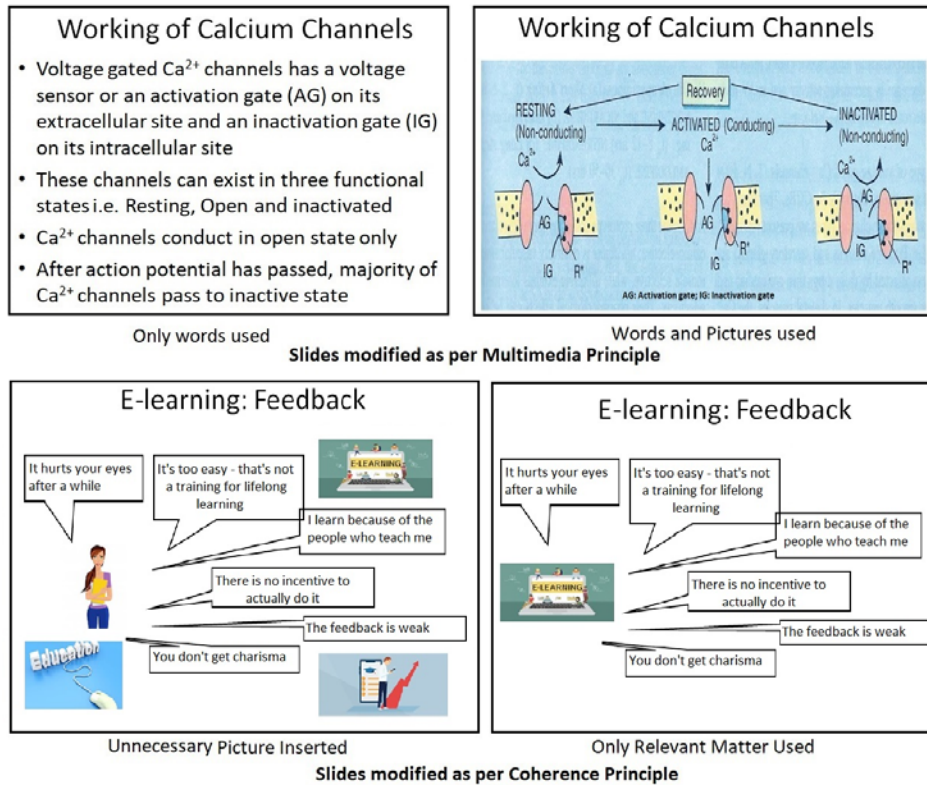 Working of Calcium Channels
• Voltage gated Ca²⁺ channels has a voltage
sensor or an activation gate (AG) on its
extracellular site and an inactivation gate (IG)
on its intracellular site
• These channels can exist in three functional
states i.e. Resting, Open and inactivated
• Ca²⁺ channels conduct in open state only
• After action potential has passed, majority of
Ca²⁺ channels pass to inactive state
Only words used
Working of Calcium Channels
Recovery
RESTING
(Non-conducting)
ACTIVATED (Conducting)
INACTIVATED
(Non-conducting)
Ca²⁺
Ca²⁺
Ca²⁺
AG
AG
AG
IG
R*
IG
R*
IG
R*
AG: Activation gate; IG: Inactivation gate
Words and Pictures used
Slides modified as per Multimedia Principle
E-learning: Feedback
It hurts your eyes
after a while
It's too easy - that's not
a training for lifelong
learning
E-LEARNING
I learn because of the
people who teach me
There is no incentive to
actually do it
The feedback is weak
You don't get charisma
Education
Unnecessary Picture Inserted
E-learning: Feedback
It hurts your eyes
after a while
It's too easy - that's not
a training for lifelong
learning
I learn because of the
people who teach me
E-LEARNING
There is no incentive to
actually do it
The feedback is weak
You don't get charisma
Only Relevant Matter Used
Slides modified as per Coherence Principle